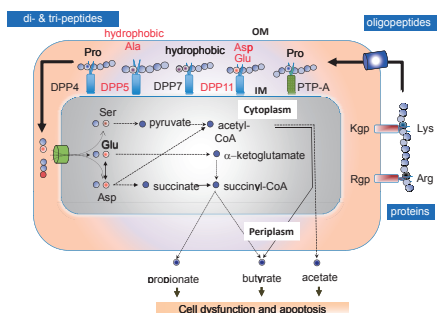 di- & tri-peptides
hydrophobic
Ala
OM
Asp
Glu
oligopeptides
Pro
hydrophobic
Pro
DPP4
DPP5
DPP7
DPP11
IM
PTP-A
Cytoplasm
Ser
pyruvate
acetyl-
CoA
Kgp
Lys
Glu
α-ketoglutamate
Asp
succinate
succinyl-CoA
Rgp
Arg
Periplasm
proteins
propionate
butyrate
acetate
Cell dysfunction and apoptosis